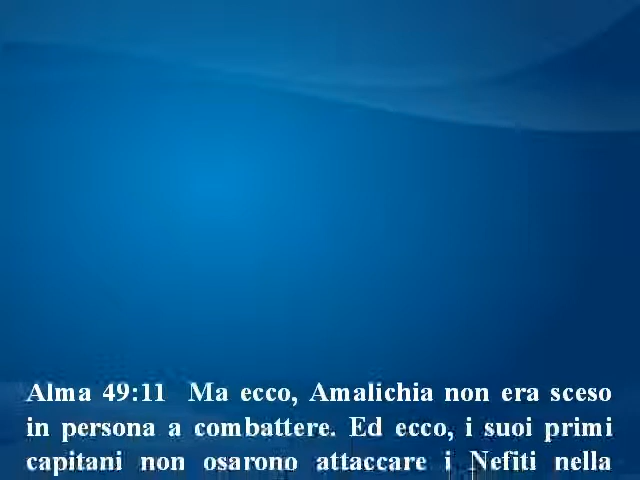 Alma 49:11 Ma ecco, Amalichia non era sceso
in persona a combattere. Ed ecco, i suoi primi
capitani non osarono attaccare i Nefiti nella